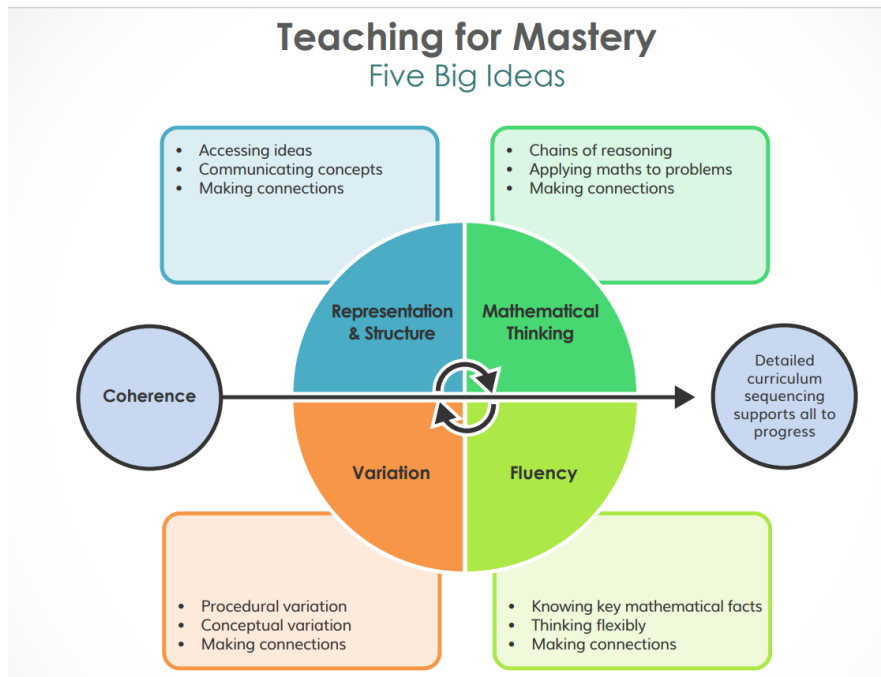 Teaching for Mastery
Five Big Ideas
• Accessing ideas
• Communicating concepts
• Making connections
• Chains of reasoning
• Applying maths to problems
• Making connections
Representation
& Structure
Mathematical
Thinking
Coherence
Detailed
curriculum
sequencing
supports all to
progress
Variation
Fluency
• Procedural variation
• Conceptual variation
• Making connections
• Knowing key mathematical facts
• Thinking flexibly
• Making connections